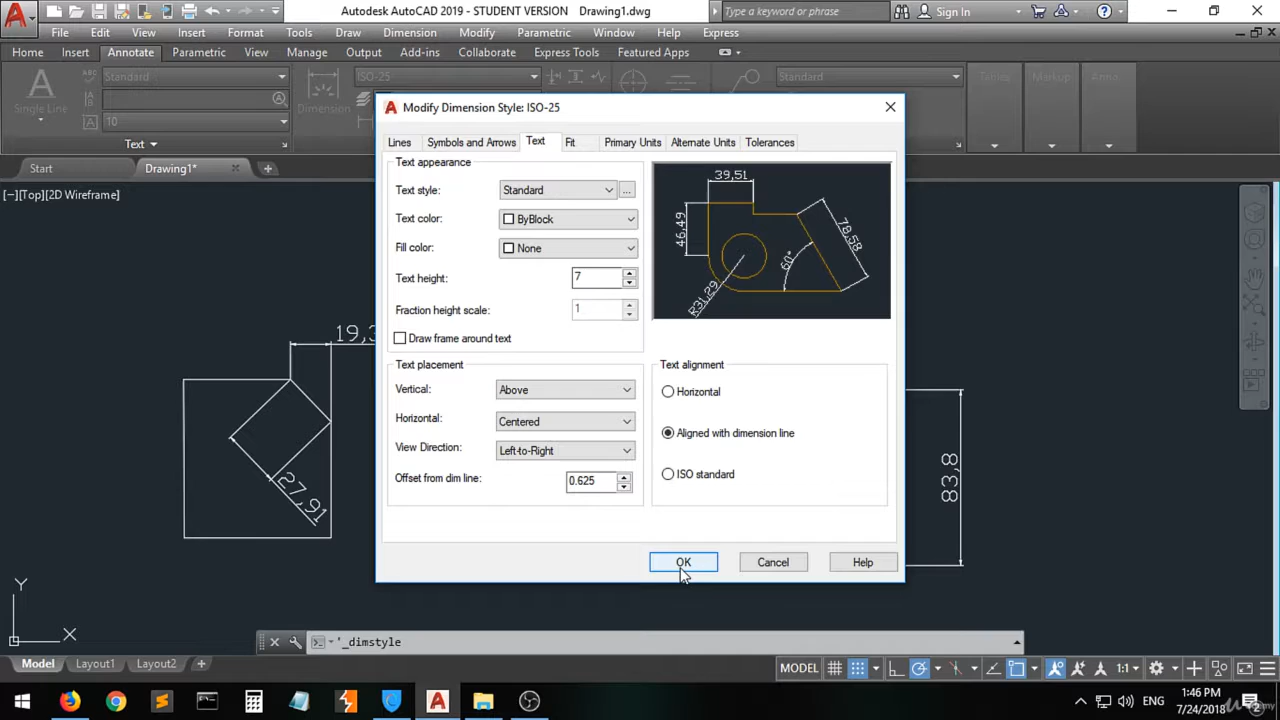 Autodesk AutoCAD 2019 - STUDENT VERSION Drawing1.dwg
Type a keyword or phrase
Sign In
File Edit View Insert Format Tools Draw Dimension Modify Parametric Window Help Express
Home Insert Annotate Parametric View Manage Output Add-ins Collaborate Express Tools Featured Apps
Standard
ISO-25
Standard
Single Line
Dimension
Tables
Markup
10
Text
Start
Drawing1*
[−][Top][2D Wireframe]
Modify Dimension Style: ISO-25
Lines Symbols and Arrows Text Fit Primary Units Alternate Units Tolerances
Text appearance
Text style: Standard ...
Text color: ByBlock
Fill color: None
Text height: 7
Fraction height scale: 1
Draw frame around text
39,51
46,49
78,58
60°
R31,29
Text placement
Vertical: Above
Horizontal: Centered
View Direction: Left-to-Right
Offset from dim line: 0.625
Text alignment
Horizontal
Aligned with dimension line
ISO standard
OK Cancel Help
27,91
83,8
Y
X
'_dimstyle
Model Layout1 Layout2
MODEL
1:1
ENG
1:46 PM
7/24/2018